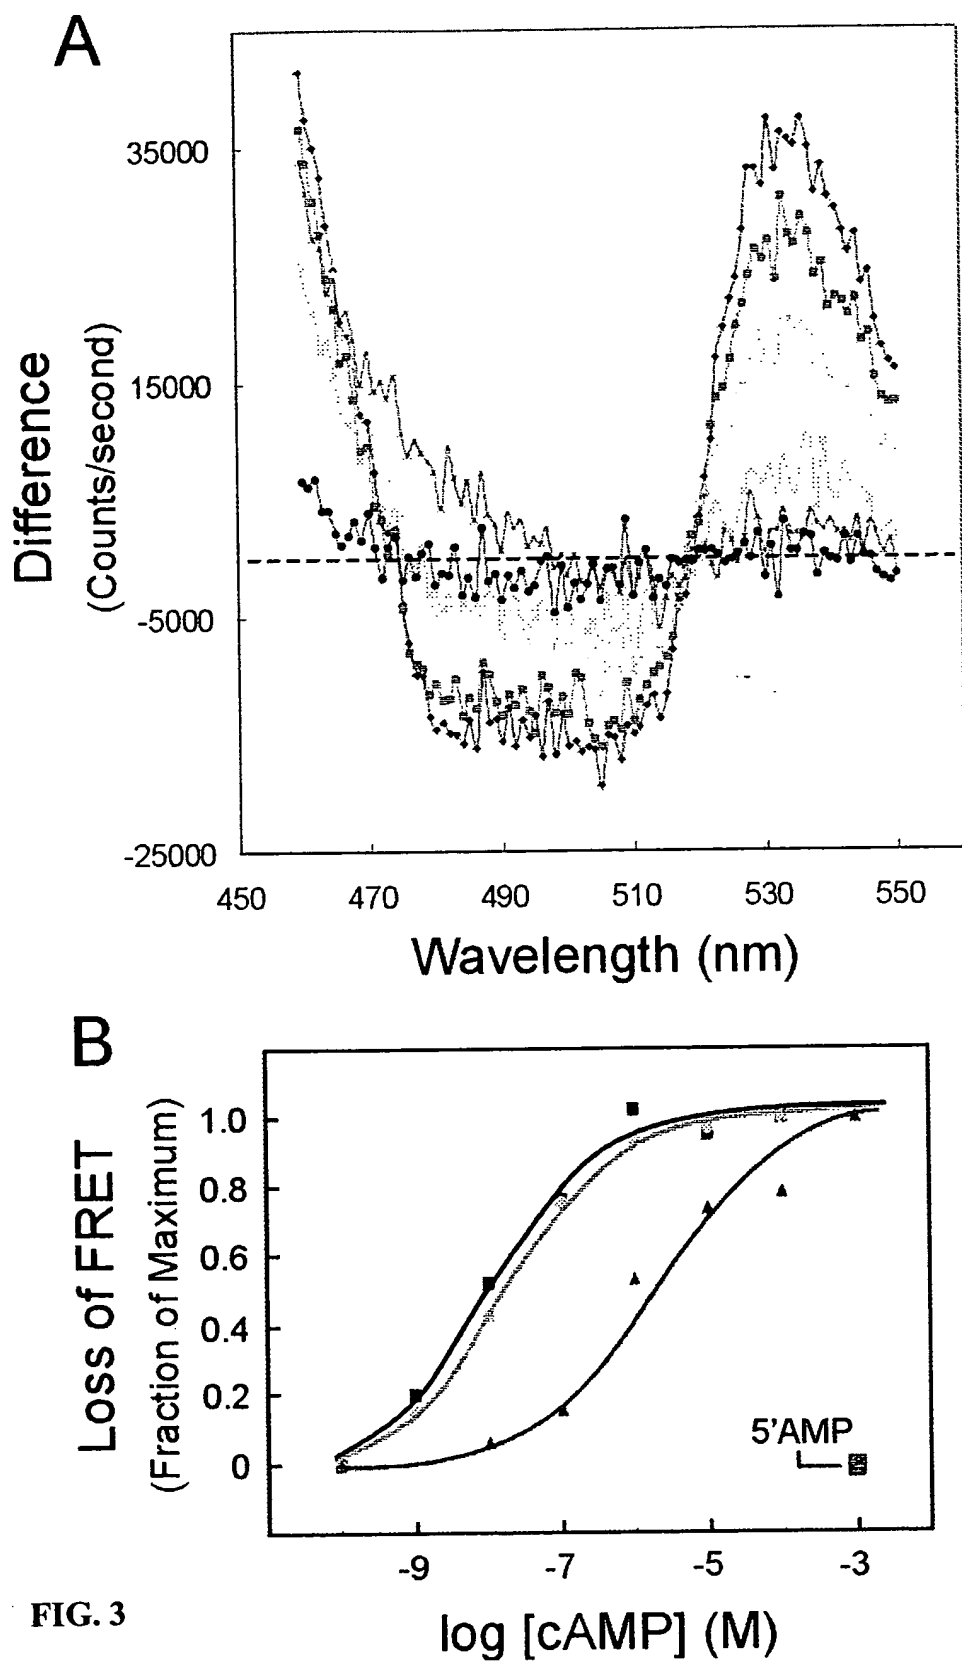 A
35000
15000
-5000
-25000
Difference
(Counts/second)
450 470 490 510 530 550
Wavelength (nm)
B
1.0
0.8
0.6
0.4
0.2
0
Loss of FRET
(Fraction of Maximum)
5'AMP
-9 -7 -5 -3
log [cAMP] (M)
FIG. 3